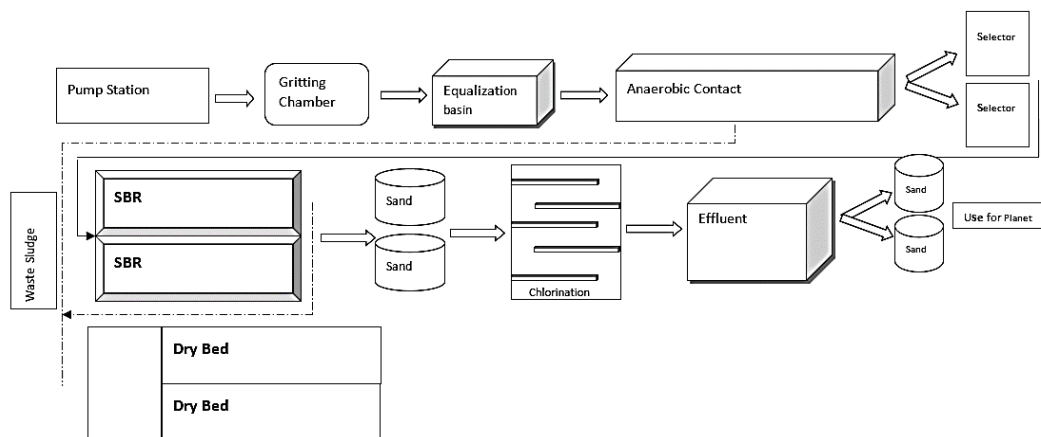 Pump Station
Gritting
Chamber
Equalization
basin
Anaerobic Contact
Selector
Selector
Waste Sludge
SBR
SBR
Sand
Sand
Chlorination
Effluent
Sand
Sand
Use for Planet
Dry Bed
Dry Bed